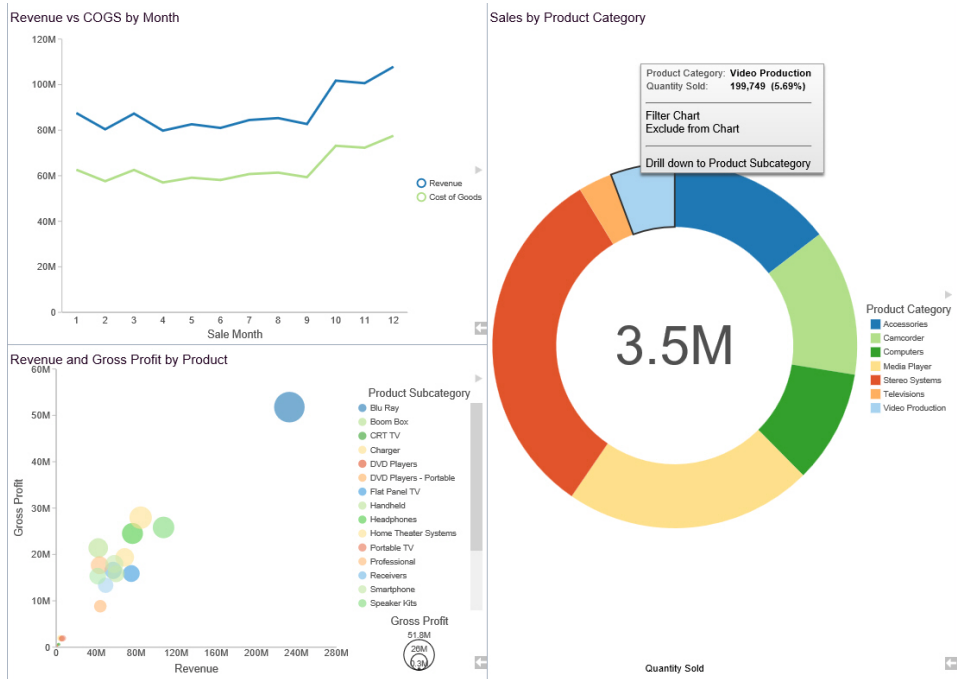 Revenue vs COGS by Month
120M
100M
80M
60M
40M
20M
0
1 2 3 4 5 6 7 8 9 10 11 12
Sale Month
Revenue
Cost of Goods
Revenue and Gross Profit by Product
60M
50M
40M
30M
20M
10M
0
Gross Profit
0 40M 80M 120M 160M 200M 240M 280M
Revenue
Product Subcategory
Blu Ray
Boom Box
CRT TV
Charger
DVD Players
DVD Players - Portable
Flat Panel TV
Handheld
Headphones
Home Theater Systems
Portable TV
Professional
Receivers
Smartphone
Speaker Kits
Gross Profit
51.8M
26M
0.3M
Sales by Product Category
Product Category: Video Production
Quantity Sold: 199,749 (5.69%)
Filter Chart
Exclude from Chart
Drill down to Product Subcategory
3.5M
Product Category
Accessories
Camcorder
Computers
Media Player
Stereo Systems
Televisions
Video Production
Quantity Sold